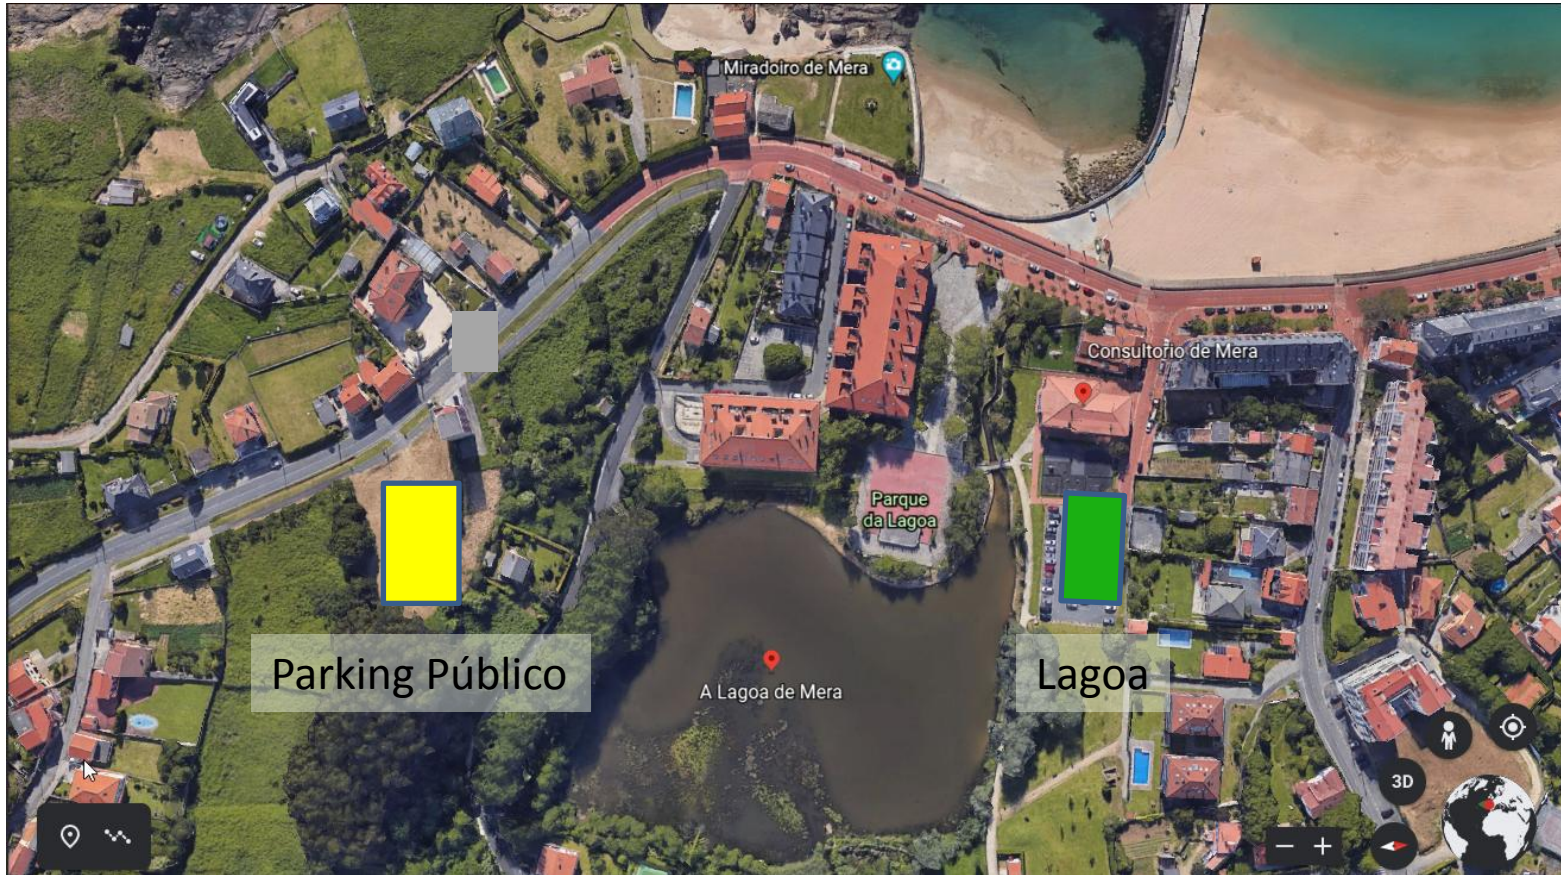 Miradoiro de Mera
Consultorio de Mera
Parque
da Lagoa
Parking Público
Lagoa
A Lagoa de Mera
3D